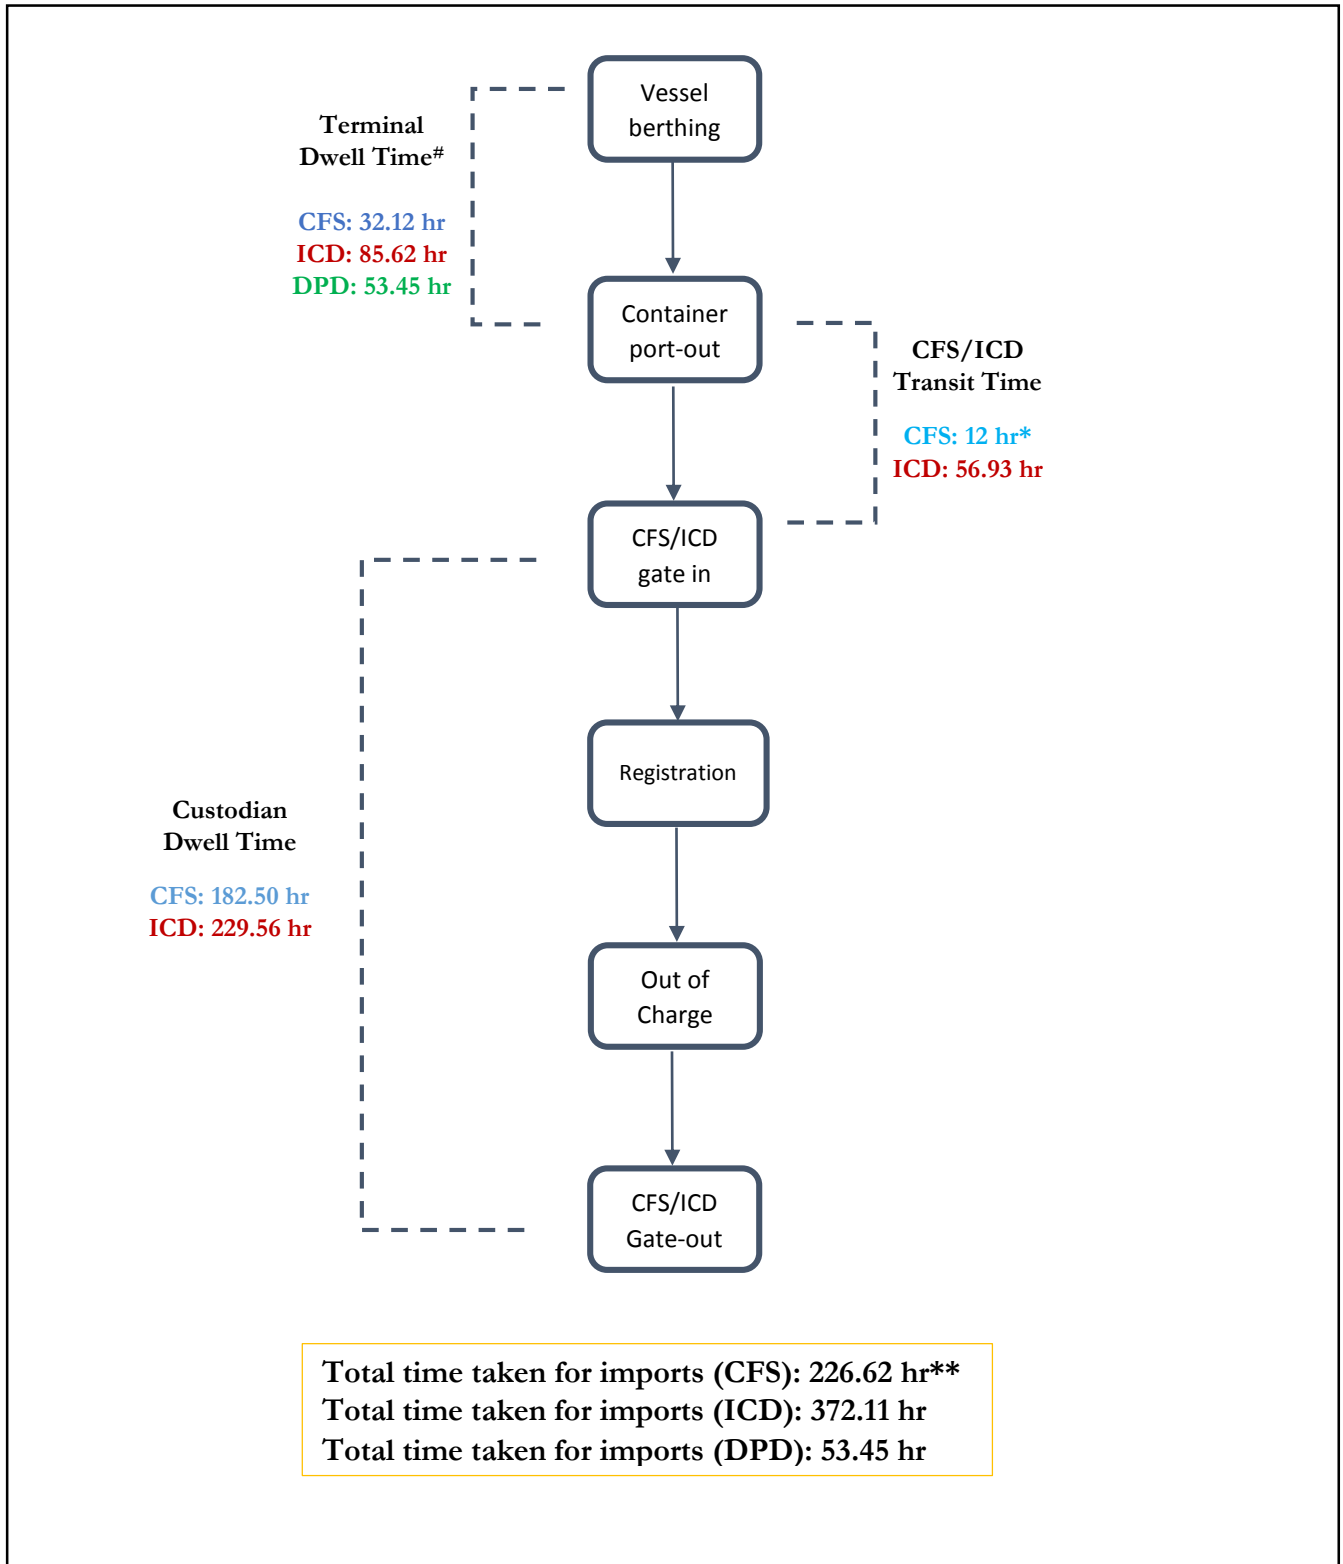 Vessel
berthing
Terminal
Dwell Time#
CFS: 32.12 hr
ICD: 85.62 hr
DPD: 53.45 hr
Container
port-out
CFS/ICD
Transit Time
CFS: 12 hr*
ICD: 56.93 hr
CFS/ICD
gate in
Registration
Custodian
Dwell Time
CFS: 182.50 hr
ICD: 229.56 hr
Out of
Charge
CFS/ICD
Gate-out
Total time taken for imports (CFS): 226.62 hr**
Total time taken for imports (ICD): 372.11 hr
Total time taken for imports (DPD): 53.45 hr